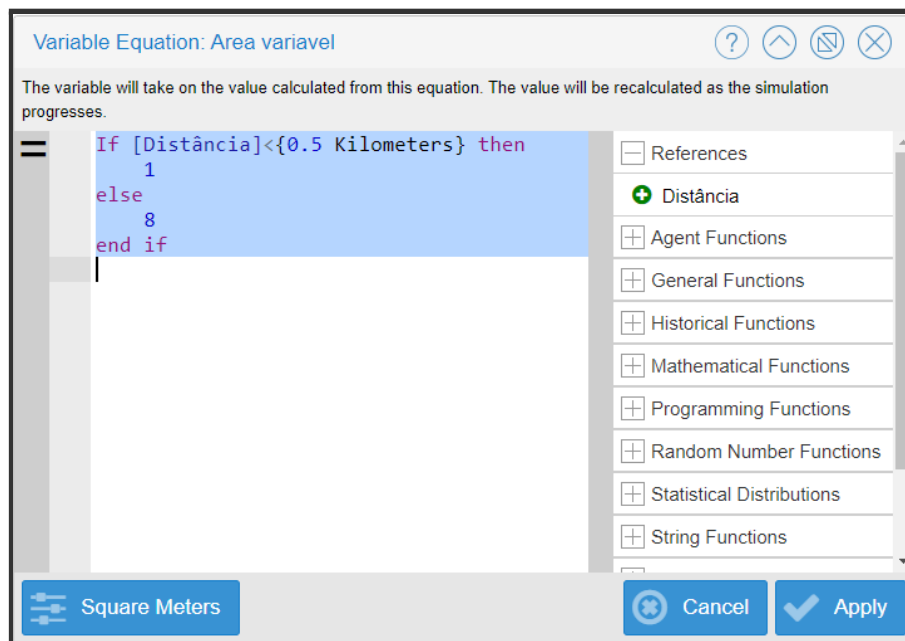 Variable Equation: Area variavel
The variable will take on the value calculated from this equation. The value will be recalculated as the simulation
progresses.
If [Distância]<{0.5 Kilometers} then
1
else
8
end if
References
Distância
Agent Functions
General Functions
Historical Functions
Mathematical Functions
Programming Functions
Random Number Functions
Statistical Distributions
String Functions
Square Meters
Cancel
Apply